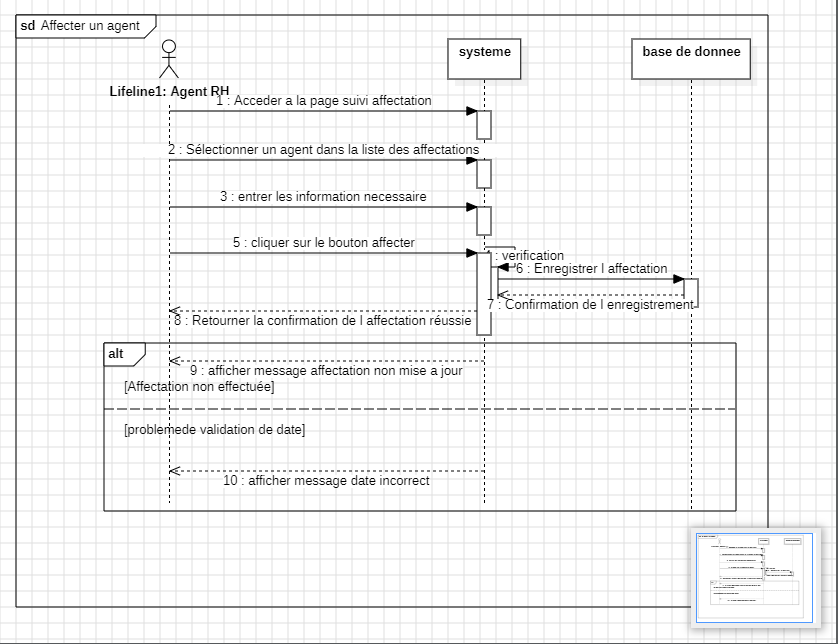 sd Affecter un agent
systeme
base de donnee
Lifeline1: Agent RH
1 : Acceder a la page suivi affectation
2 : Sélectionner un agent dans la liste des affectations
3 : entrer les information necessaire
5 : cliquer sur le bouton affecter
: verification
6 : Enregistrer l affectation
7 : Confirmation de l enregistrement
8 : Retourner la confirmation de l affectation réussie
alt
9 : afficher message affectation non mise a jour
[Affectation non effectuée]
[problemede validation de date]
10 : afficher message date incorrect